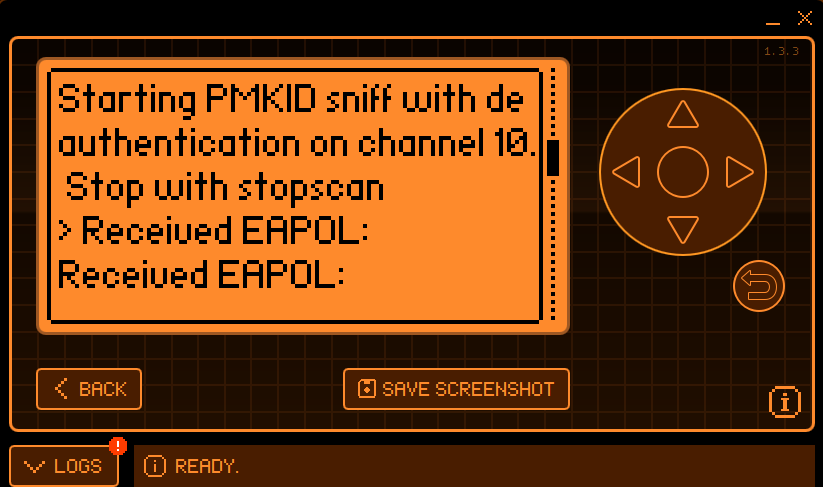 1.3.3
Starting PMKID sniff with de
authentication on channel 10.
Stop with stopscan
> Received EAPOL:
Received EAPOL:
BACK
SAVE SCREENSHOT
LOGS
READY.